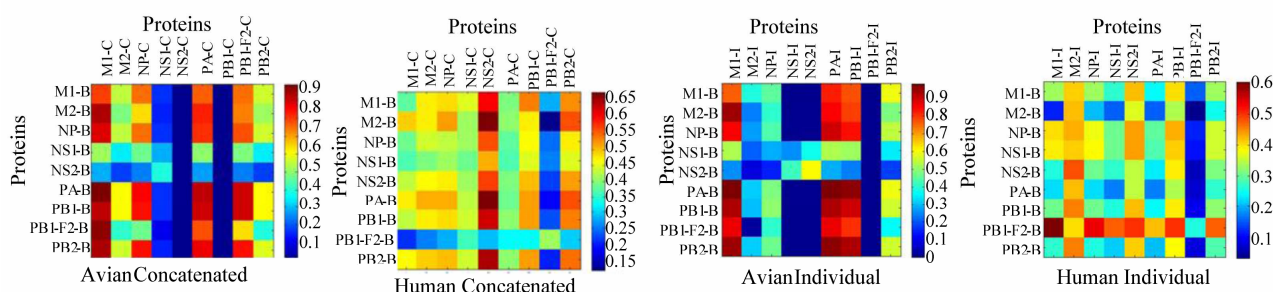 Proteins
M1-C
M2-C
NP-C
NS1-C
NS2-C
PA-C
PB1-C
PB1-F2-C
PB2-C
Proteins
M1-B
M2-B
NP-B
NS1-B
NS2-B
PA-B
PB1-B
PB1-F2-B
PB2-B
0.9
0.8
0.7
0.6
0.5
0.4
0.3
0.2
0.1
Avian Concatenated
Proteins
M1-C
M2-C
NP-C
NS1-C
NS2-C
PA-C
PB1-C
PB1-F2-C
PB2-C
Proteins
M1-B
M2-B
NP-B
NS1-B
NS2-B
PA-B
PB1-B
PB1-F2-B
PB2-B
0.65
0.6
0.55
0.5
0.45
0.4
0.35
0.3
0.25
0.2
0.15
Human Concatenated
Proteins
M1-I
M2-I
NP-I
NS1-I
NS2-I
PA-I
PB1-I
PB1-F2-I
PB2-I
Proteins
M1-B
M2-B
NP-B
NS1-B
NS2-B
PA-B
PB1-B
PB1-F2-B
PB2-B
0.9
0.8
0.7
0.6
0.5
0.4
0.3
0.2
0.1
0
Avian Individual
Proteins
M1-I
M2-I
NP-I
NS1-I
NS2-I
PA-I
PB1-I
PB1-F2-I
PB2-I
Proteins
M1-B
M2-B
NP-B
NS1-B
NS2-B
PA-B
PB1-B
PB1-F2-B
PB2-B
0.6
0.5
0.4
0.3
0.2
0.1
Human Individual